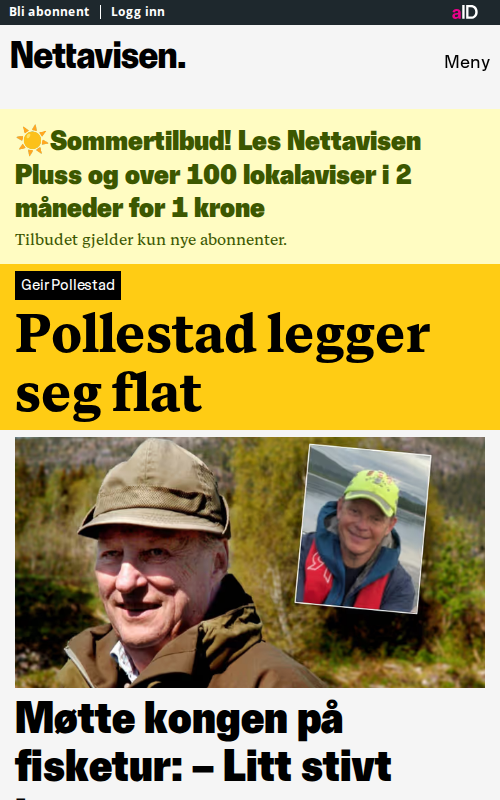 Bli abonnent | Logg inn
aID
Nettavisen.
Meny
☀️Sommertilbud! Les Nettavisen
Pluss og over 100 lokalaviser i 2
måneder for 1 krone
Tilbudet gjelder kun nye abonnenter.
Geir Pollestad
Pollestad legger
seg flat
Møtte kongen på
fisketur: – Litt stivt